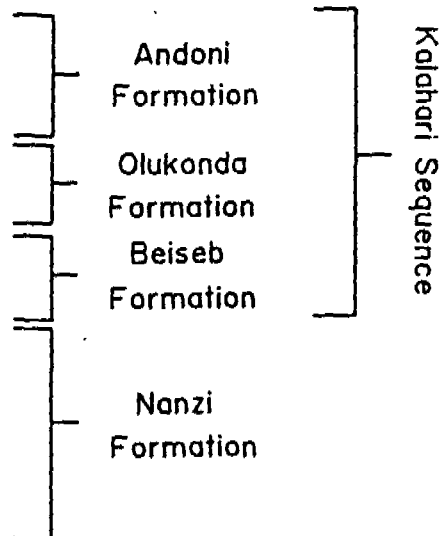 Andoni
Formation
Olukonda
Formation
Beiseb
Formation
Nanzi
Formation
Kalahari Sequence